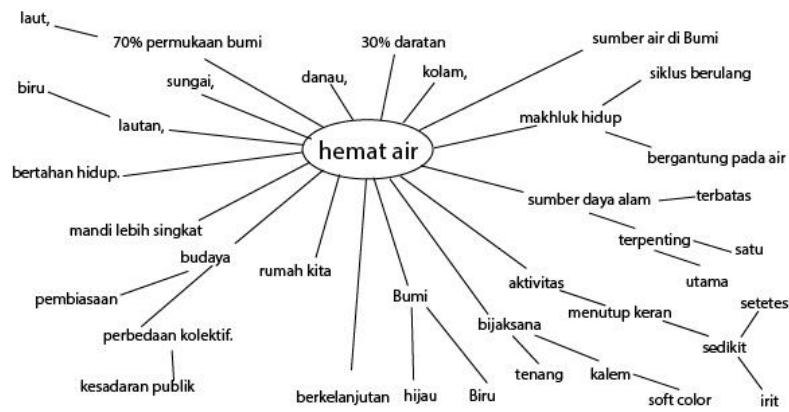 laut,
70% permukaan bumi
30% daratan
sumber air di Bumi
sungai,
danau,
kolam,
siklus berulang
biru
lautan,
makhluk hidup
hemat air
bergantung pada air
bertahan hidup.
sumber daya alam
terbatas
mandi lebih singkat
terpenting
satu
budaya
rumah kita
aktivitas
utama
pembiasaan
Bumi
menutup keran
setetes
perbedaan kolektif.
bijaksana
sedikit
kesadaran publik
tenang
kalem
berkelanjutan
hijau
Biru
soft color
irit